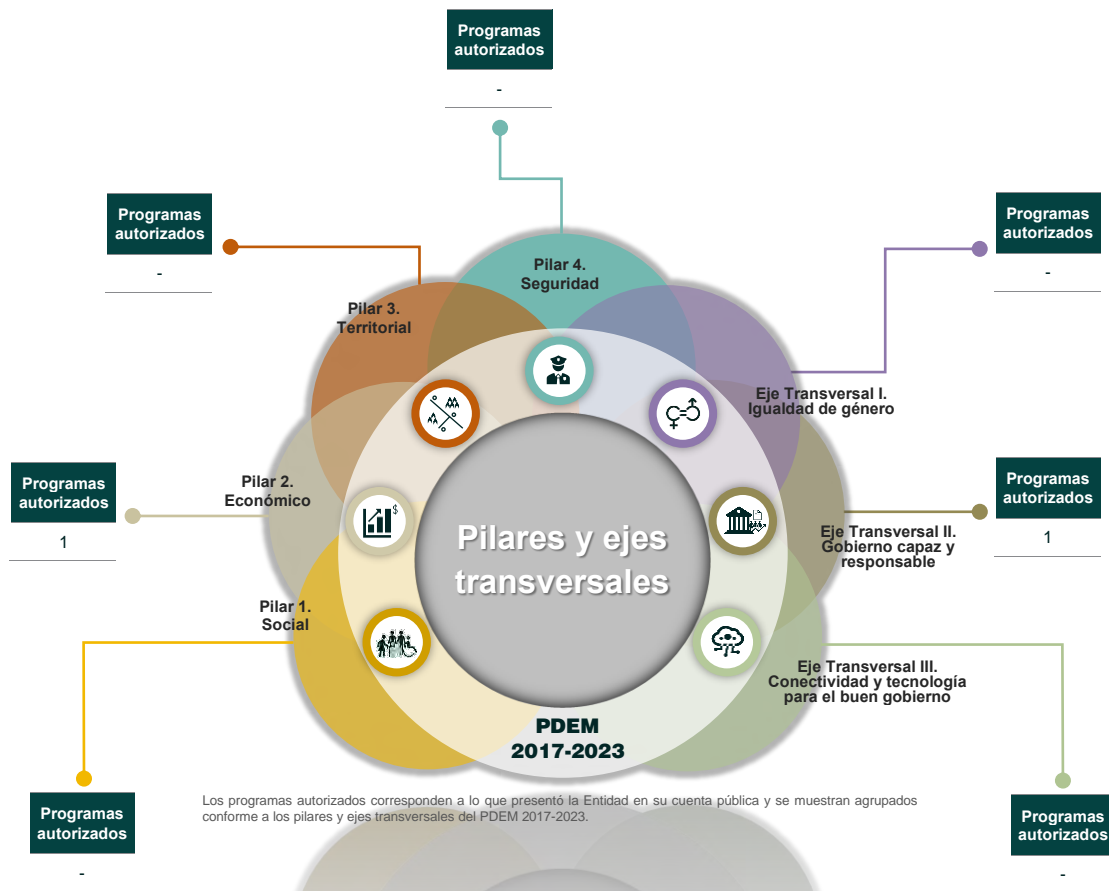 Programas
autorizados
-
Programas
autorizados
-
Programas
autorizados
-
Pilar 4.
Seguridad
Pilar 3.
Territorial
Eje Transversal I.
Igualdad de género
Programas
autorizados
1
Pilar 2.
Económico
$
Programas
autorizados
1
Eje Transversal II.
Gobierno capaz y
responsable
Pilares y ejes
transversales
Pilar 1.
Social
Eje Transversal III.
Conectividad y tecnología
para el buen gobierno
PDEM
2017-2023
Programas
autorizados
-
Los programas autorizados corresponden a lo que presentó la Entidad en su cuenta pública y se muestran agrupados
conforme a los pilares y ejes transversales del PDEM 2017-2023.
Programas
autorizados
-